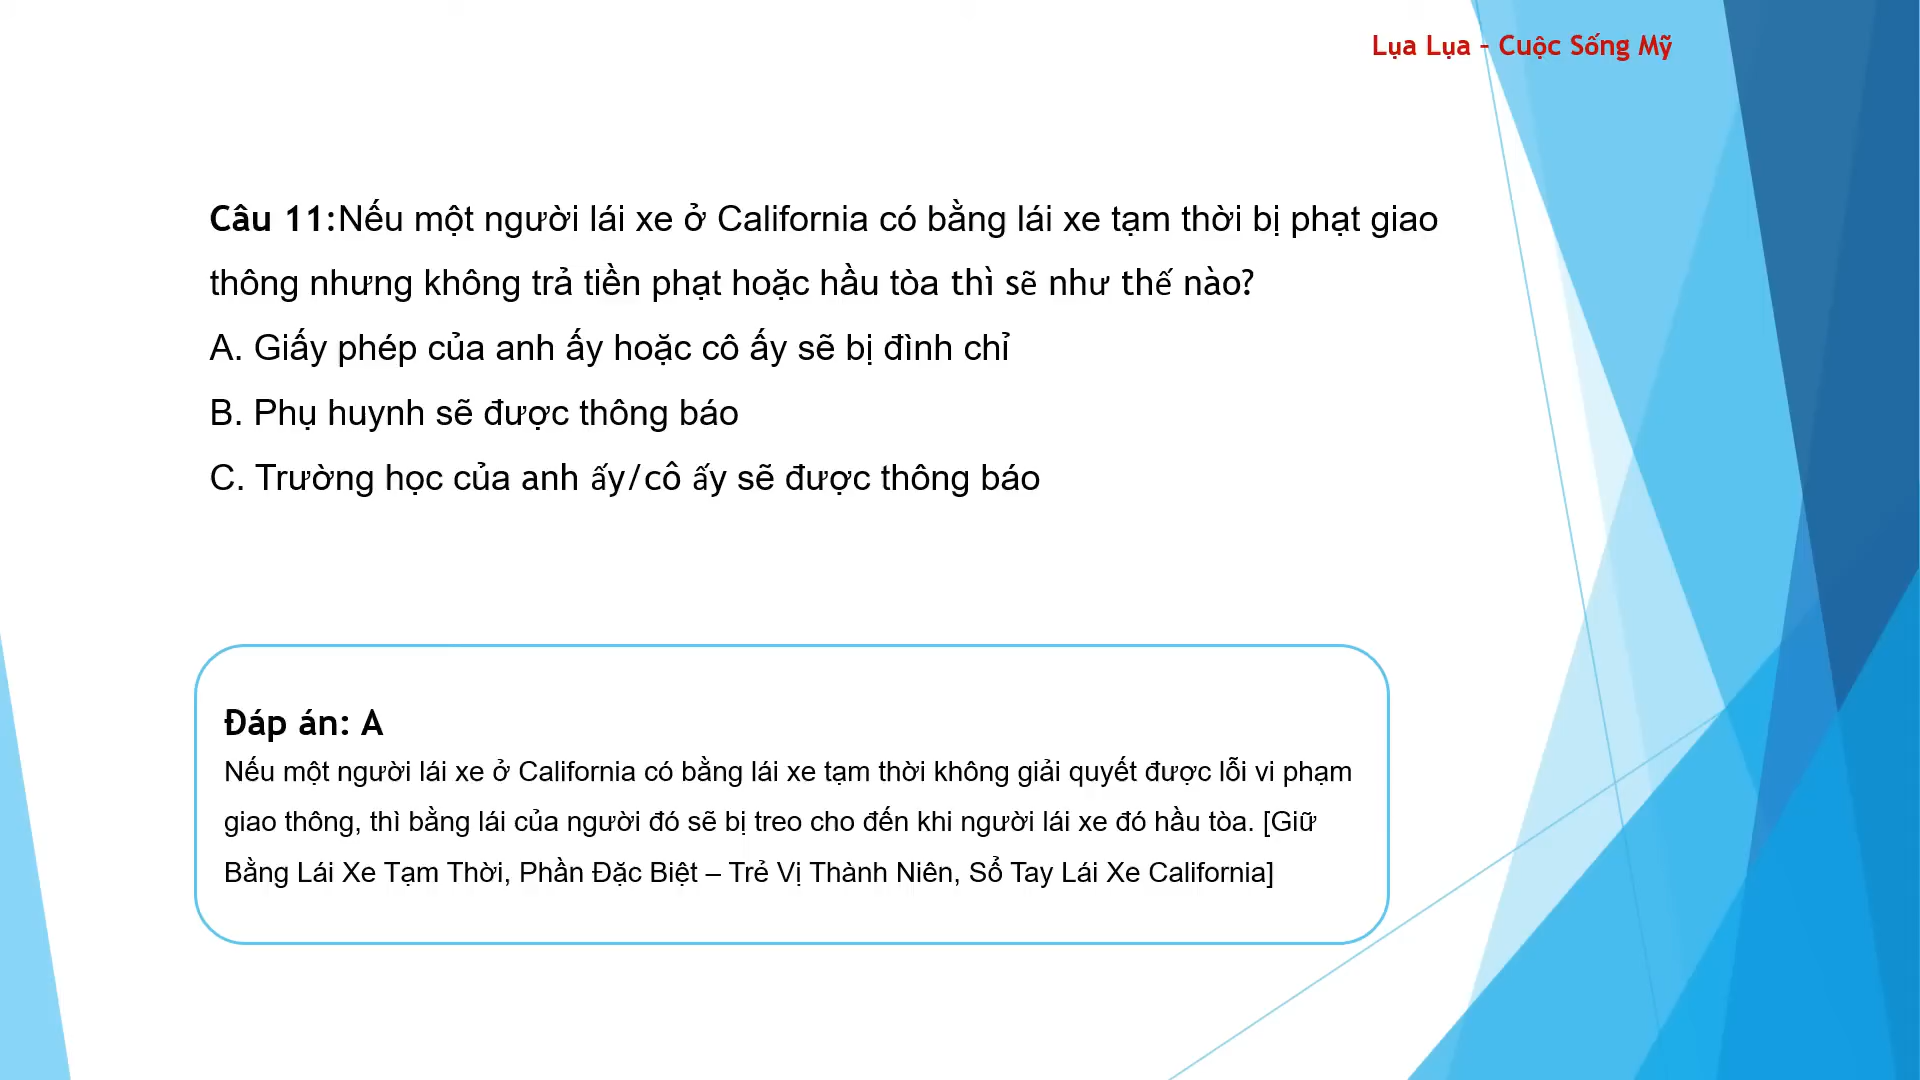 Lụa Lụa – Cuộc Sống Mỹ
Câu 11:Nếu một người lái xe ở California có bằng lái xe tạm thời bị phạt giao
thông nhưng không trả tiền phạt hoặc hầu tòa thì sẽ như thế nào?
A. Giấy phép của anh ấy hoặc cô ấy sẽ bị đình chỉ
B. Phụ huynh sẽ được thông báo
C. Trường học của anh ấy/cô ấy sẽ được thông báo
Đáp án: A
Nếu một người lái xe ở California có bằng lái xe tạm thời không giải quyết được lỗi vi phạm
giao thông, thì bằng lái của người đó sẽ bị treo cho đến khi người lái xe đó hầu tòa. [Giữ
Bằng Lái Xe Tạm Thời, Phần Đặc Biệt – Trẻ Vị Thành Niên, Sổ Tay Lái Xe California]